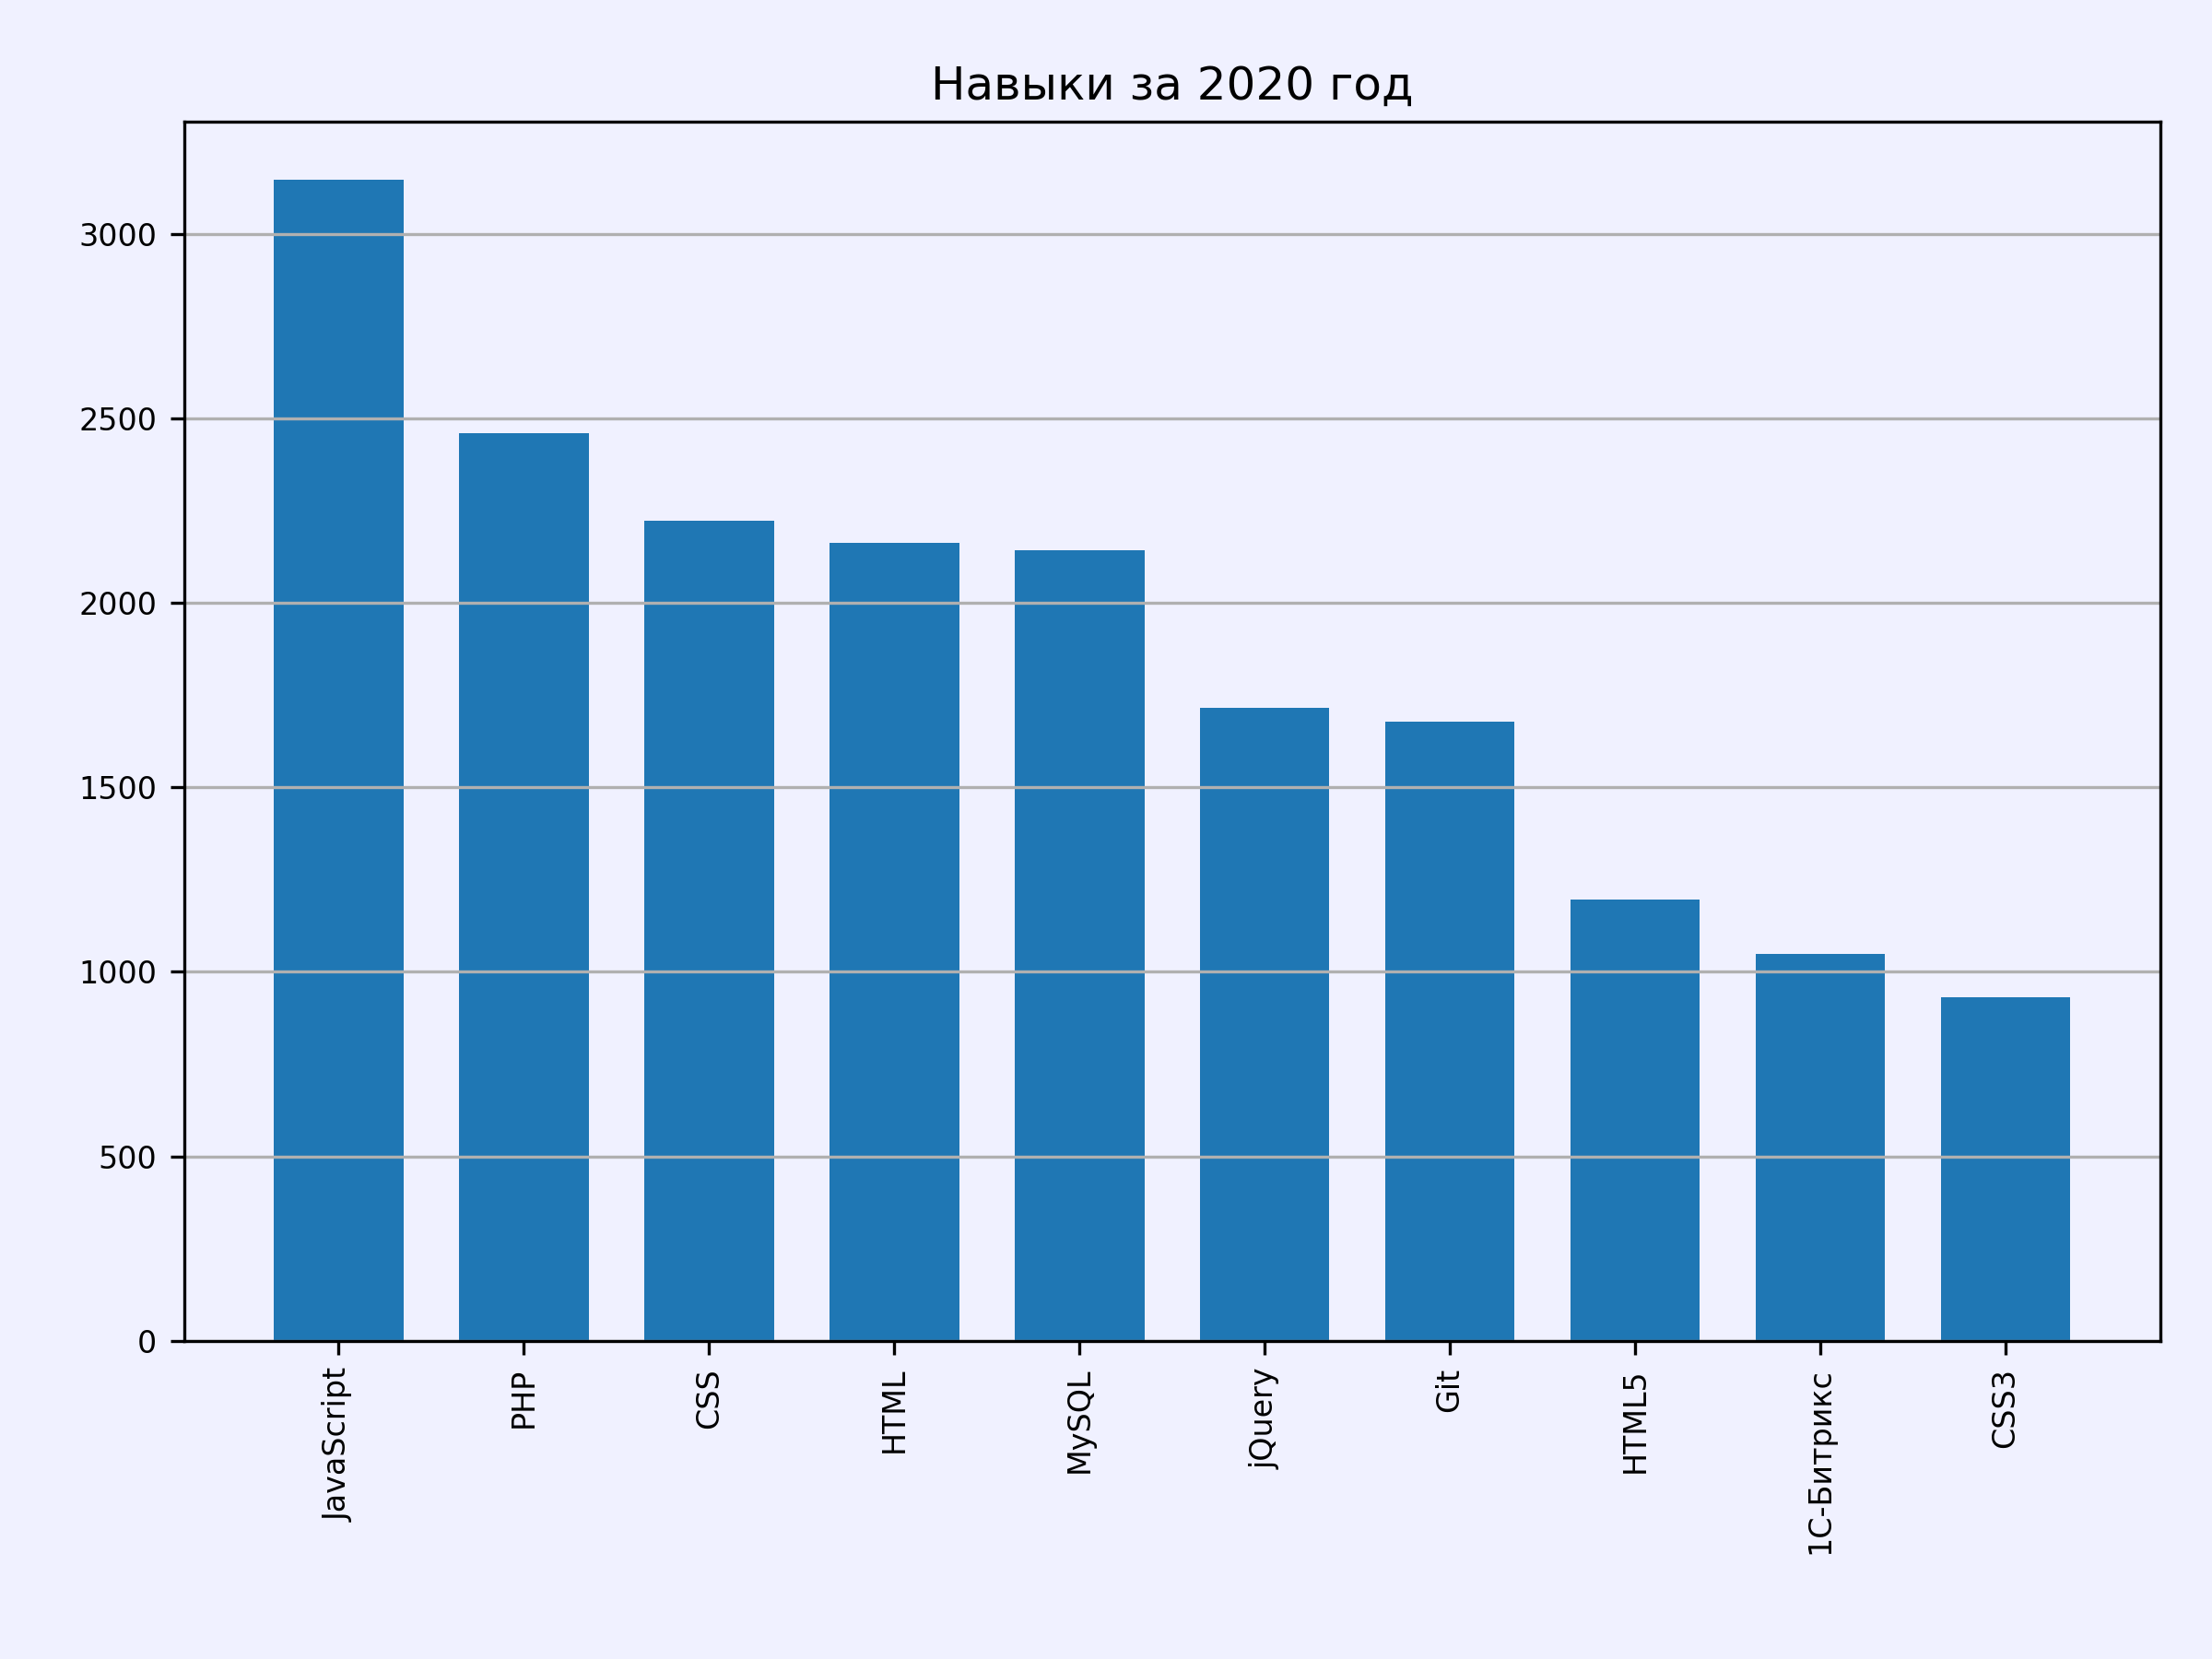 Навыки за 2020 год
3000
2500
2000
1500
1000
500
0
JavaScript
PHP
CSS
HTML
MySQL
jQuery
Git
HTML5
1С-Битрикс
CSS3